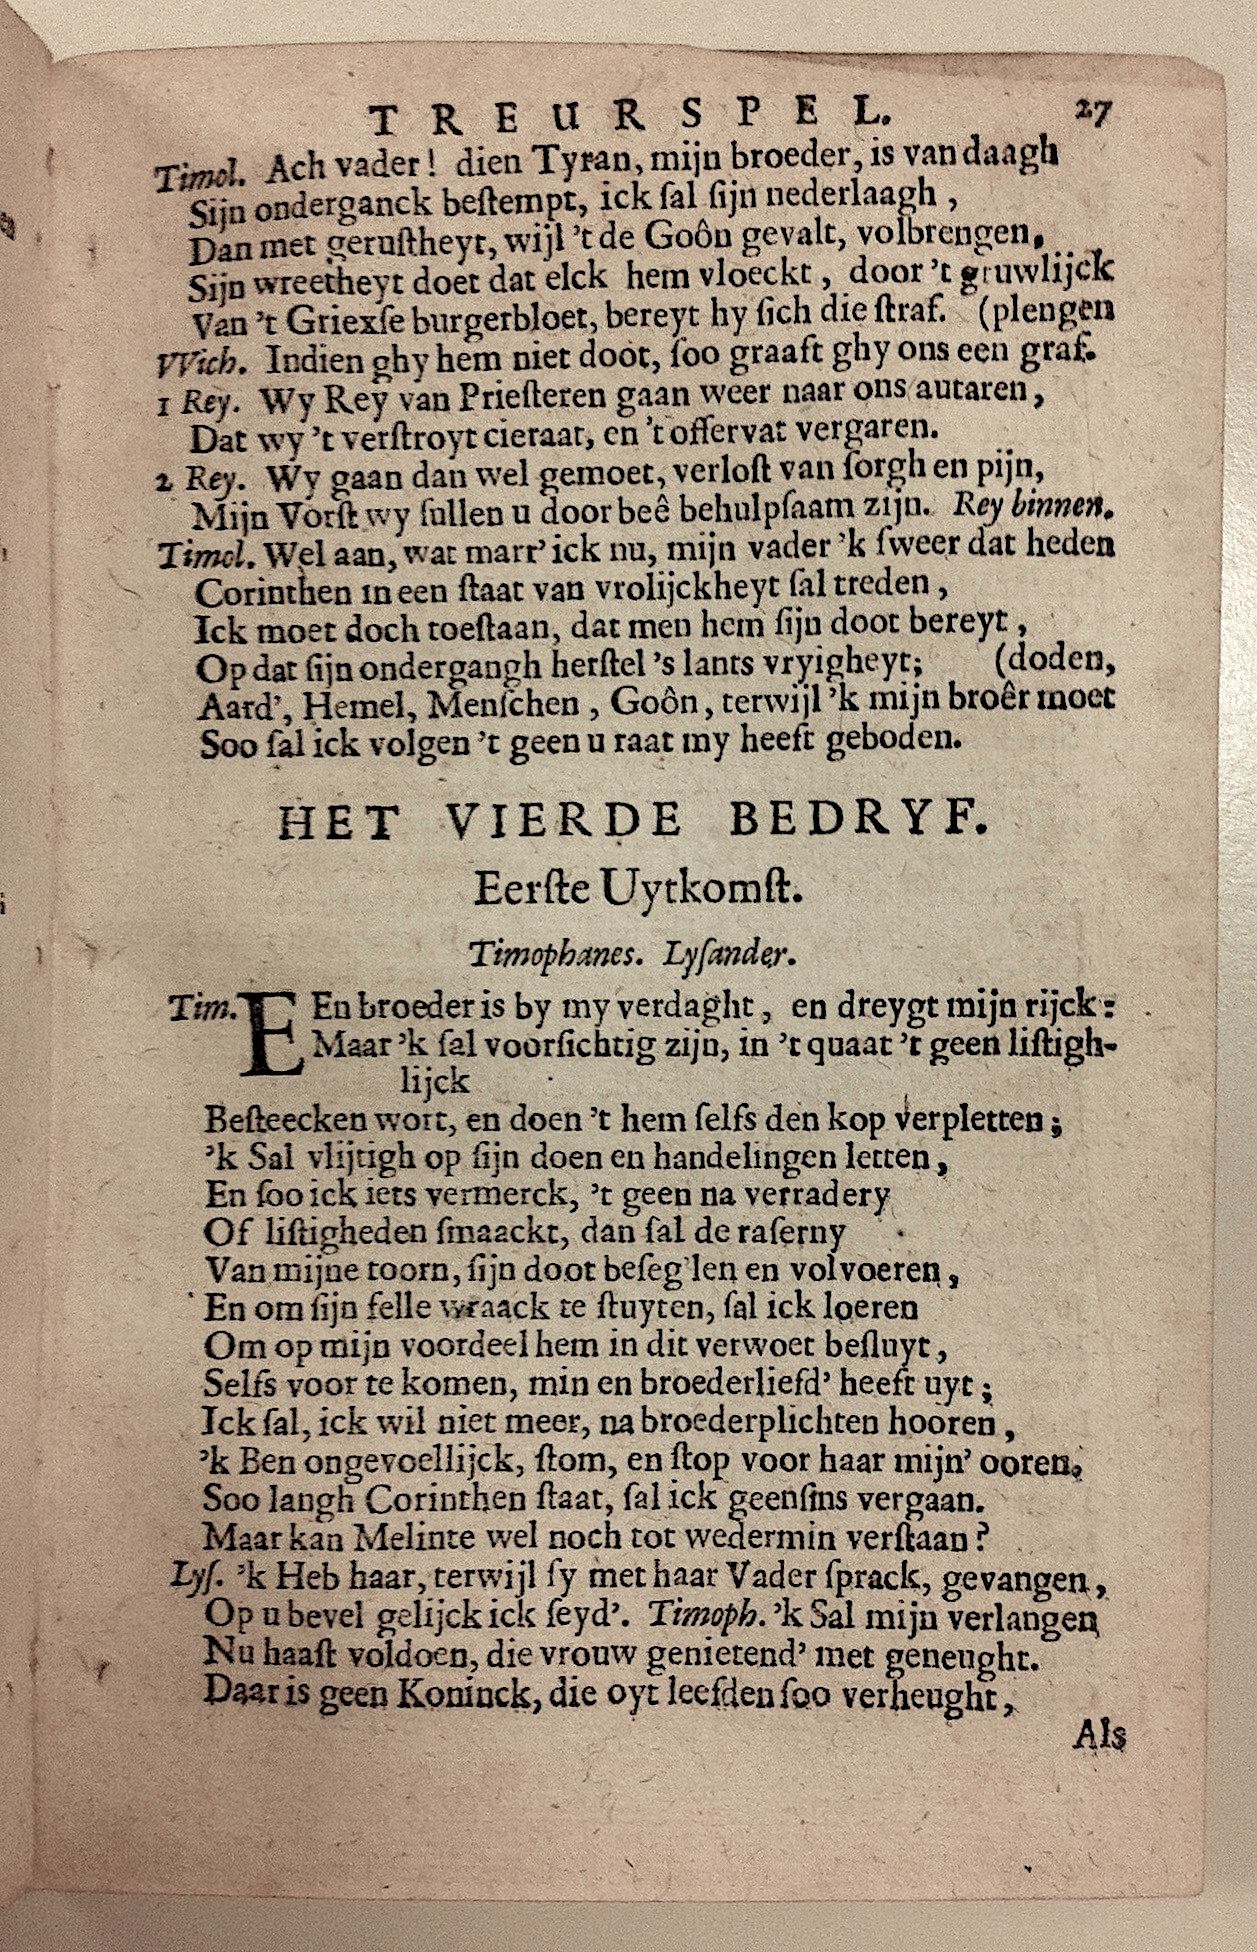 TREURSPEL. 27
Timol. Ach vader! dien Tyran, mijn broeder, is van daagh
Sijn onderganck beſtempt, ick ſal ſijn nederlaagh,
Dan met geruſtheyt, wijl 't de Goôn gevalt, volbrengen,
Sijn wreetheyt doet dat elck hem vloeckt, door 't gruwlijck
Van 't Griexſe burgerbloet, bereyt hy ſich die ſtraf. (plengen
VVich. Indien ghy hem niet doot, ſoo graaft ghy ons een graf.
1 Rey. Wy Rey van Prieſteren gaan weer naar ons autaren,
Dat wy 't verſtroyt cieraat, en 't offervat vergaren.
2 Rey. Wy gaan dan wel gemoet, verloſt van ſorgh en pijn,
Mijn Vorſt wy ſullen u door beê behulpſaam zijn. Rey binnen.
Timol. Wel aan, wat marr' ick nu, mijn vader 'k ſweer dat heden
Corinthen in een ſtaat van vrolijckheyt ſal treden,
Ick moet doch toeſtaan, dat men hem ſijn doot bereyt,
Op dat ſijn ondergangh herſtel 's lants vryigheyt; (doden,
Aard', Hemel, Menſchen, Goôn, terwijl 'k mijn broêr moet
Soo ſal ick volgen 't geen u raat my heeft geboden.
HET VIERDE BEDRYF.
Eerſte Uytkomſt.
Timophanes. Lyſander.
Tim. EEn broeder is by my verdaght, en dreygt mijn rijck:
Maar 'k ſal voorſichtig zijn, in 't quaat 't geen liſtigh-
lijck
Beſteecken wort, en doen 't hem ſelfs den kop verpletten;
'k Sal vlijtigh op ſijn doen en handelingen letten,
En ſoo ick iets vermerck, 't geen na verradery
Of liſtigheden ſmaackt, dan ſal de raſerny
Van mijne toorn, ſijn doot beſeg'len en volvoeren,
En om ſijn felle wraack te ſtuyten, ſal ick loeren
Om op mijn voordeel hem in dit verwoet beſluyt,
Selfs voor te komen, min en broederliefd' heeft uyt;
Ick ſal, ick wil niet meer, na broederplichten hooren,
'k Ben ongevoellijck, ſtom, en ſtop voor haar mijn' ooren,
Soo langh Corinthen ſtaat, ſal ick geenſins vergaan.
Maar kan Melinte wel noch tot wedermin verſtaan?
Lyſ. 'k Heb haar, terwijl ſy met haar Vader ſprack, gevangen,
Op u bevel gelijck ick ſeyd'. Timoph. 'k Sal mijn verlangen
Nu haaſt voldoen, die vrouw genietend' met geneught.
Daar is geen Koninck, die oyt leefden ſoo verheught,
Als